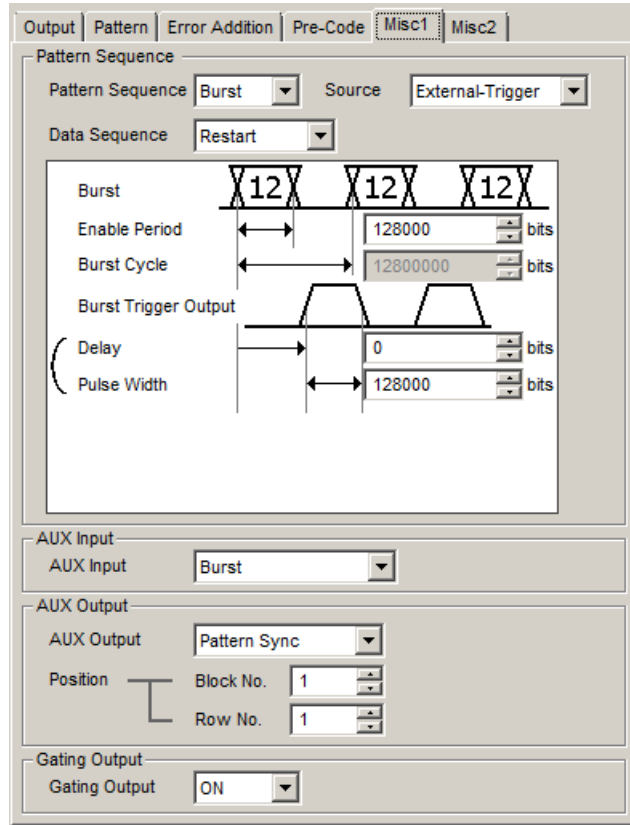 Output Pattern Error Addition Pre-Code Misc1 Misc2
Pattern Sequence
Pattern Sequence Burst Source External-Trigger
Data Sequence Restart
Burst 12 12 12
Enable Period 128000 bits
Burst Cycle 12800000 bits
Burst Trigger Output
Delay 0 bits
Pulse Width 128000 bits
AUX Input
AUX Input Burst
AUX Output
AUX Output Pattern Sync
Position Block No. 1
Row No. 1
Gating Output
Gating Output ON